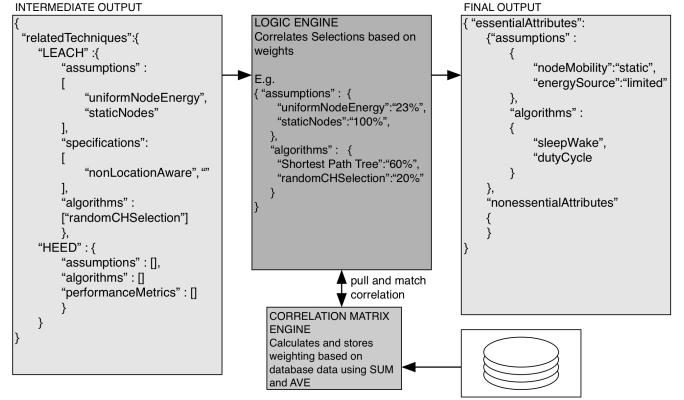 INTERMEDIATE OUTPUT
{
“relatedTechniques”:{
“LEACH” :{
“assumptions” :
[
“uniformNodeEnergy”,
“staticNodes”
],
“specifications”:
[
“nonLocationAware”, “”
],
“algorithms” :
[“randomCHSelection”]
},
“HEED” : {
“assumptions” : [],
“algorithms” : []
“performanceMetrics” : []
}
}
}
LOGIC ENGINE
Correlates Selections based on
weights
E.g.
{ “assumptions” : {
“uniformNodeEnergy”:“23%”,
“staticNodes”:“100%”,
},
“algorithms” : {
“Shortest Path Tree”:“60%”,
“randomCHSelection”:“20%”
}
}
pull and match
correlation
CORRELATION MATRIX
ENGINE
Calculates and stores
weighting based on
database data using SUM
and AVE
FINAL OUTPUT
{ “essentialAttributes”:
{“assumptions” :
{
“nodeMobility”:“static”,
“energySource”:“limited”
},
“algorithms” :
{
“sleepWake”,
“dutyCycle
}
},
“nonessentialAttributes”
{
}
}